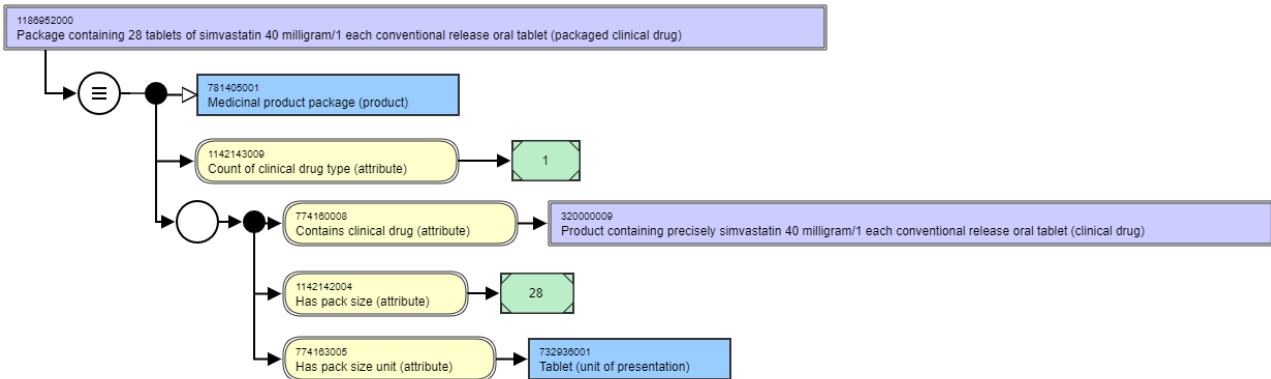 1186952000
Package containing 28 tablets of simvastatin 40 milligram/1 each conventional release oral tablet (packaged clinical drug)
781405001
Medicinal product package (product)
1142143009
Count of clinical drug type (attribute)
1
774160008
Contains clinical drug (attribute)
320000009
Product containing precisely simvastatin 40 milligram/1 each conventional release oral tablet (clinical drug)
1142142004
Has pack size (attribute)
28
774163005
Has pack size unit (attribute)
732936001
Tablet (unit of presentation)